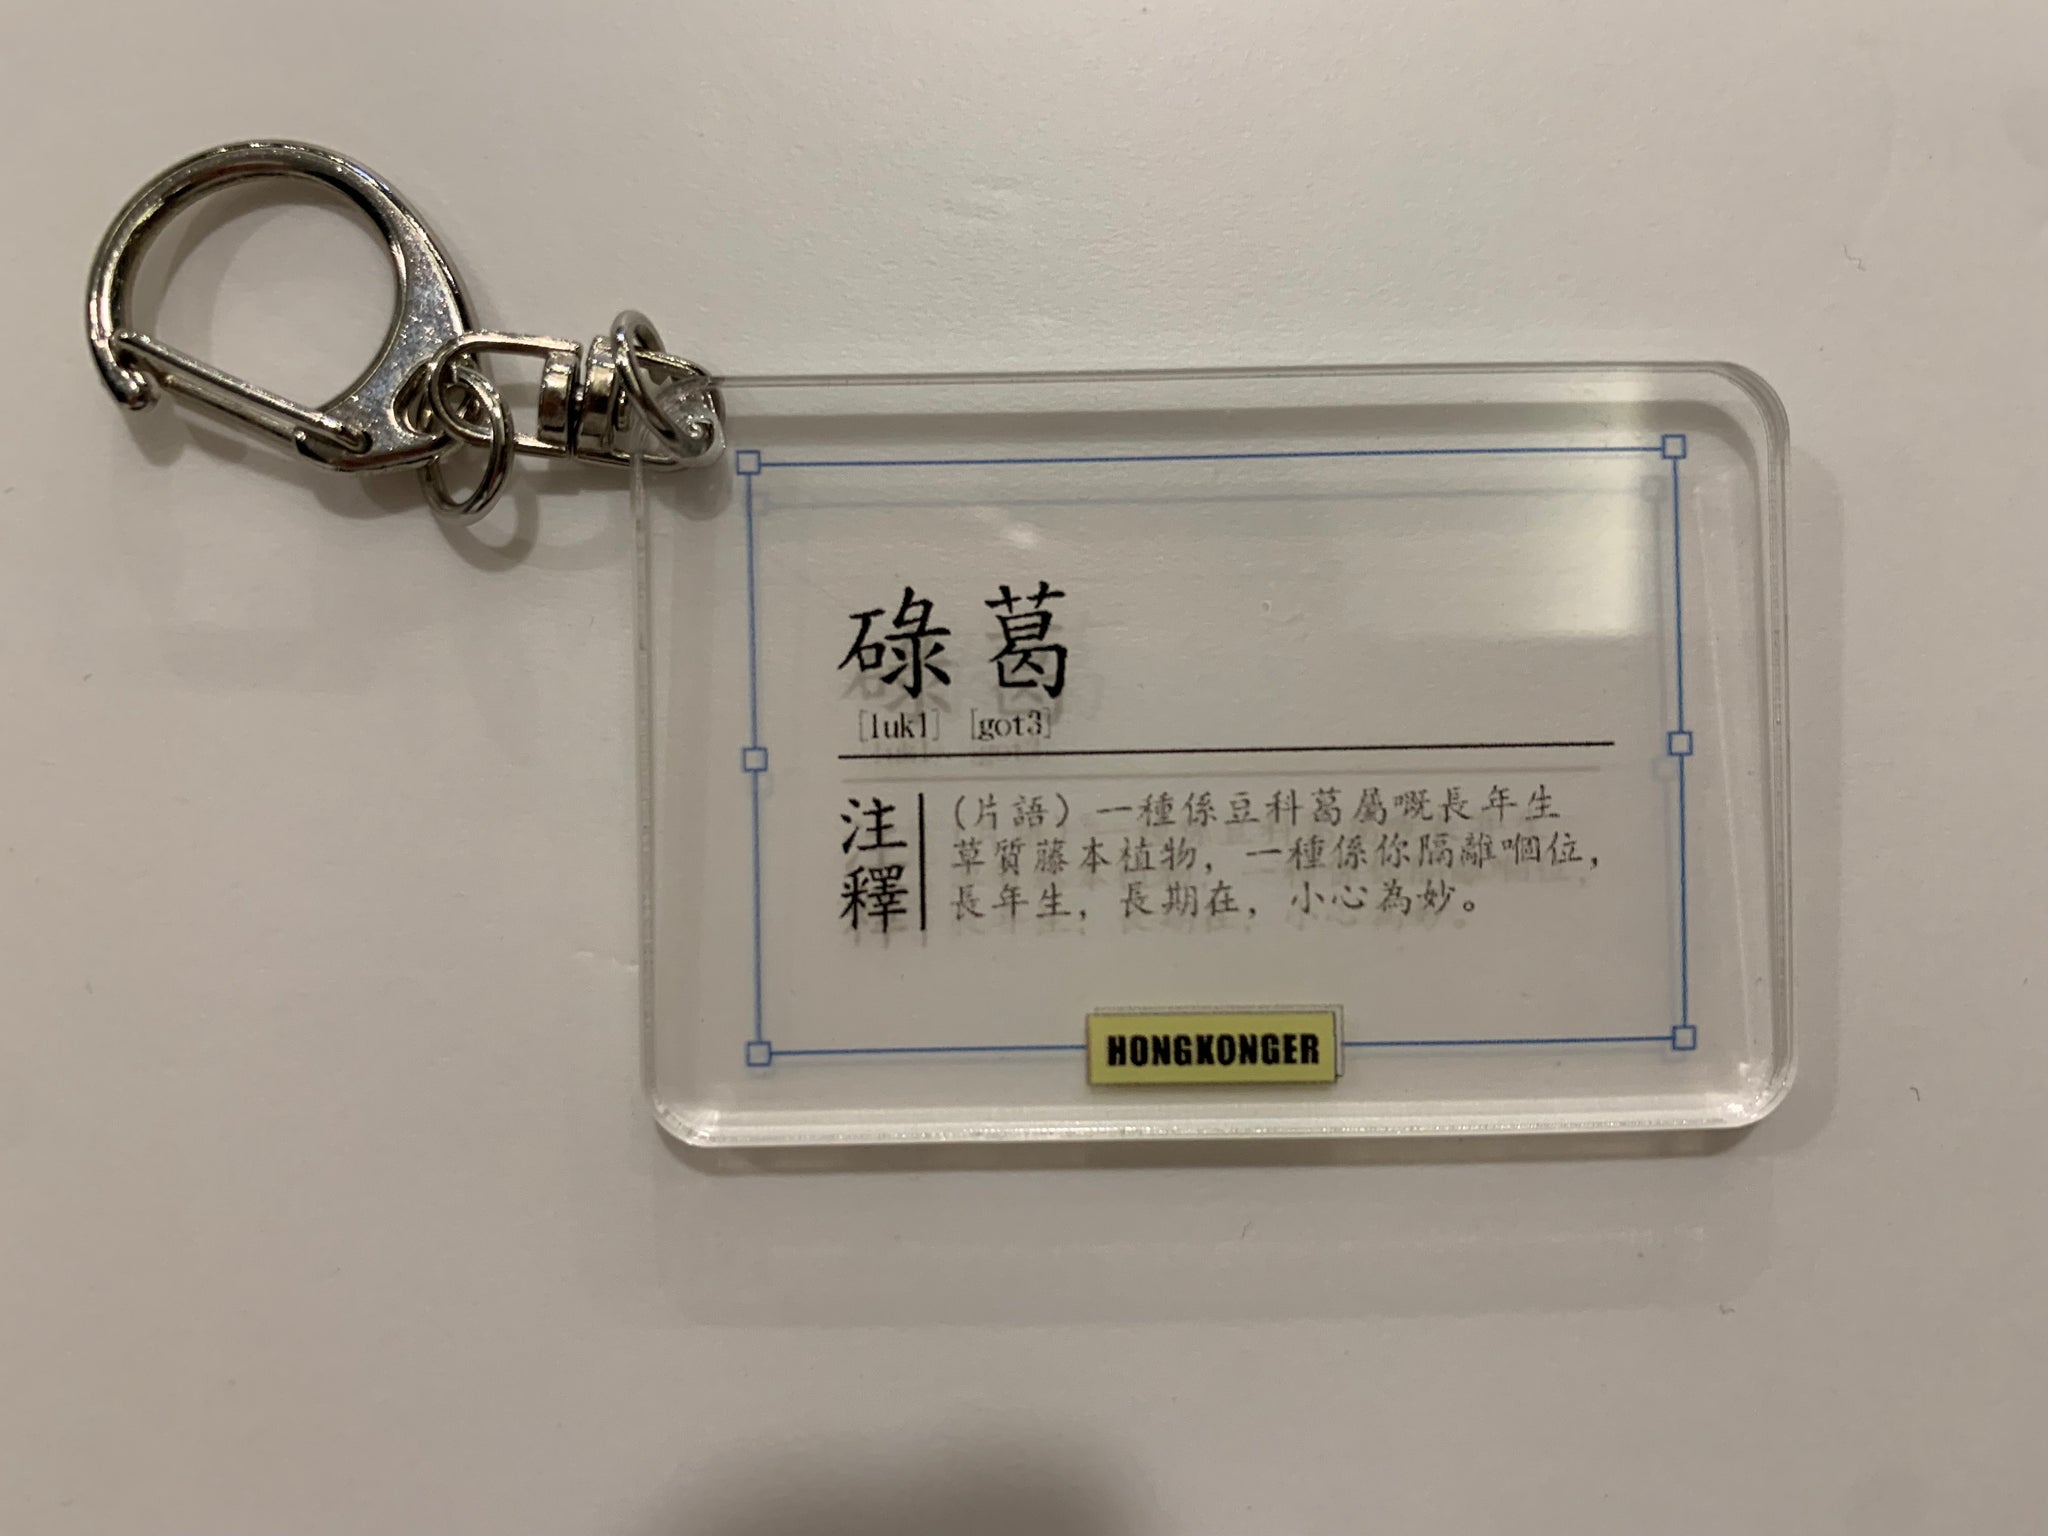 碌葛
[luk1] [got3]
注釋
(片語) 一種係豆科葛屬嘅長年生
草質藤本植物，一種係你隔離嗰位，
長年生，長期在，小心為妙。
HONGKONGER